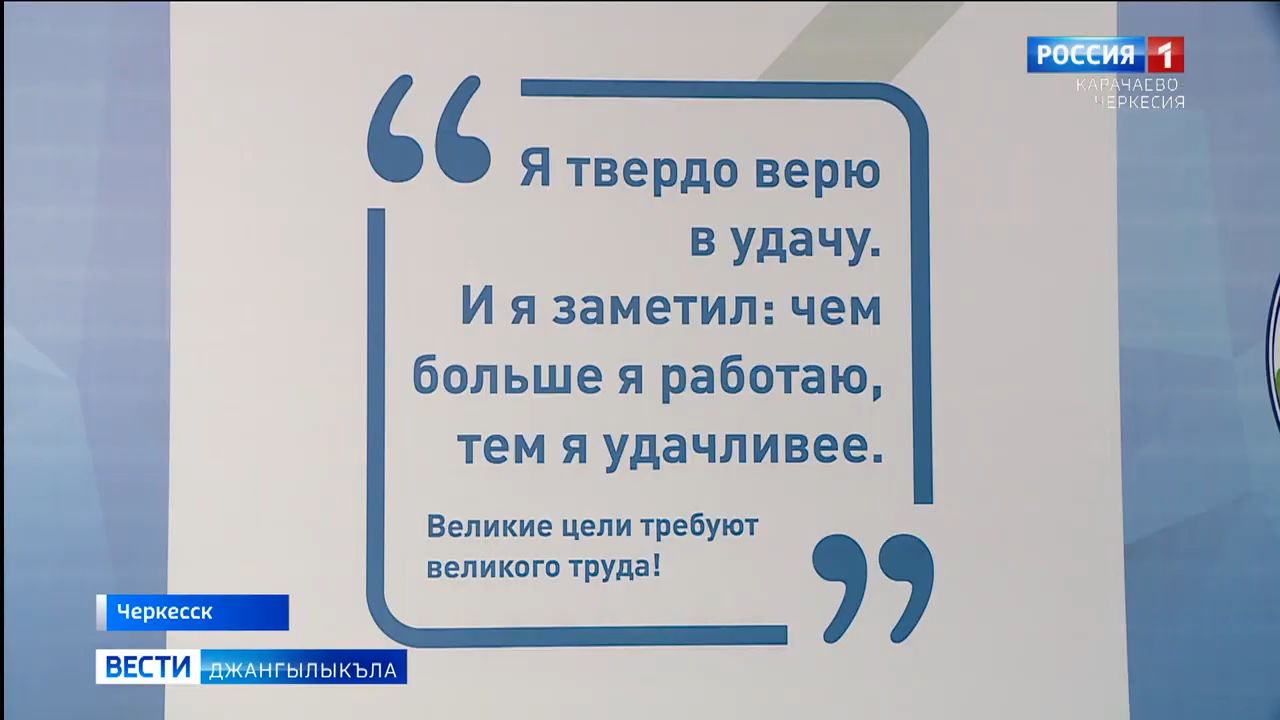 РОССИЯ 1
КАРАЧАЕВО-
ЧЕРКЕСИЯ
Я твердо верю
в удачу.
И я заметил: чем
больше я работаю,
тем я удачливее.
Великие цели требуют
великого труда!
Черкесск
ВЕСТИ ДЖАНГЫЛЫКЪЛА